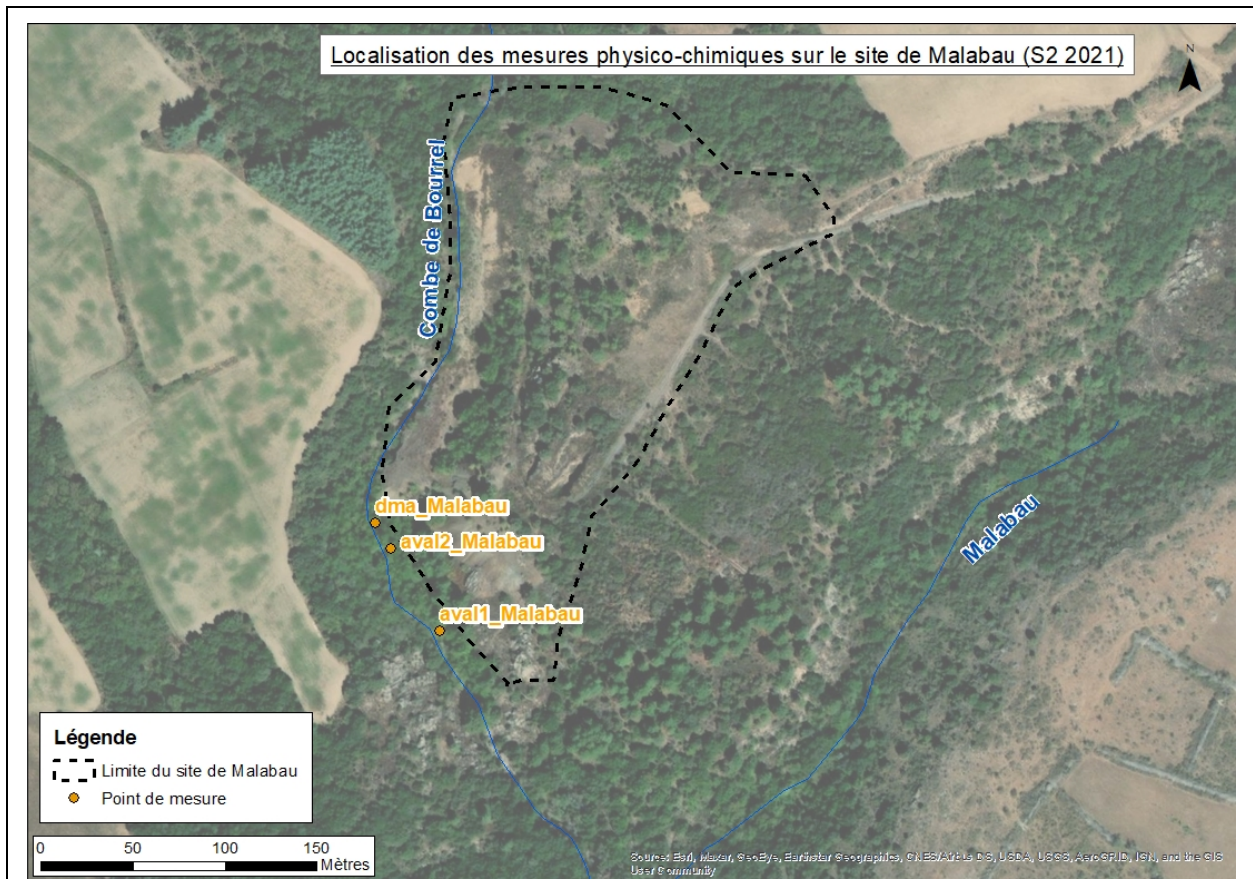 Localisation des mesures physico-chimiques sur le site de Malabau (S2 2021)
N
Combe de Bourrel
dma_Malabau
aval2_Malabau
aval1_Malabau
Malabau
Légende
Limite du site de Malabau
Point de mesure
0 50 100 150
Mètres
Source: Esri, Maxar, GeoEye, Earthstar Geographics, CNES/Airbus DS, USDA, USGS, AeroGRID, IGN, and the GIS
User Community